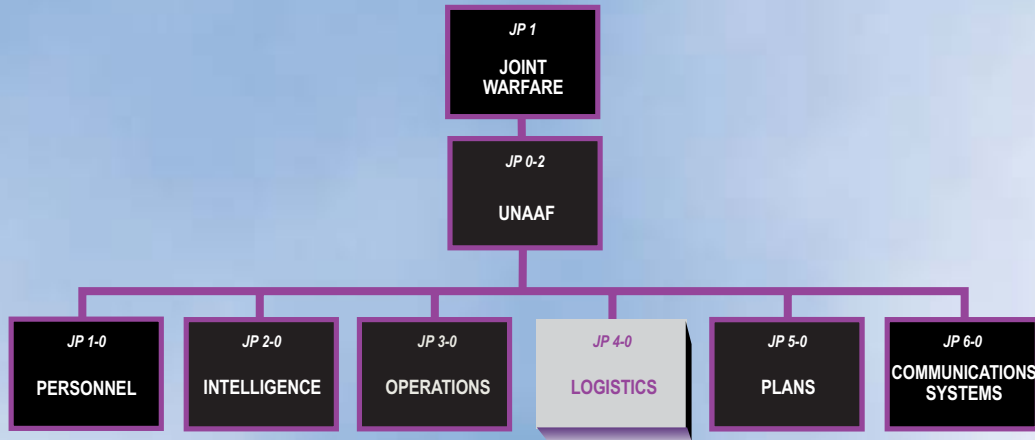 JP 1
JOINT
WARFARE
JP 0-2
UNAAF
JP 1-0
PERSONNEL
JP 2-0
INTELLIGENCE
JP 3-0
OPERATIONS
JP 4-0
LOGISTICS
JP 5-0
PLANS
JP 6-0
COMMUNICATIONS
SYSTEMS